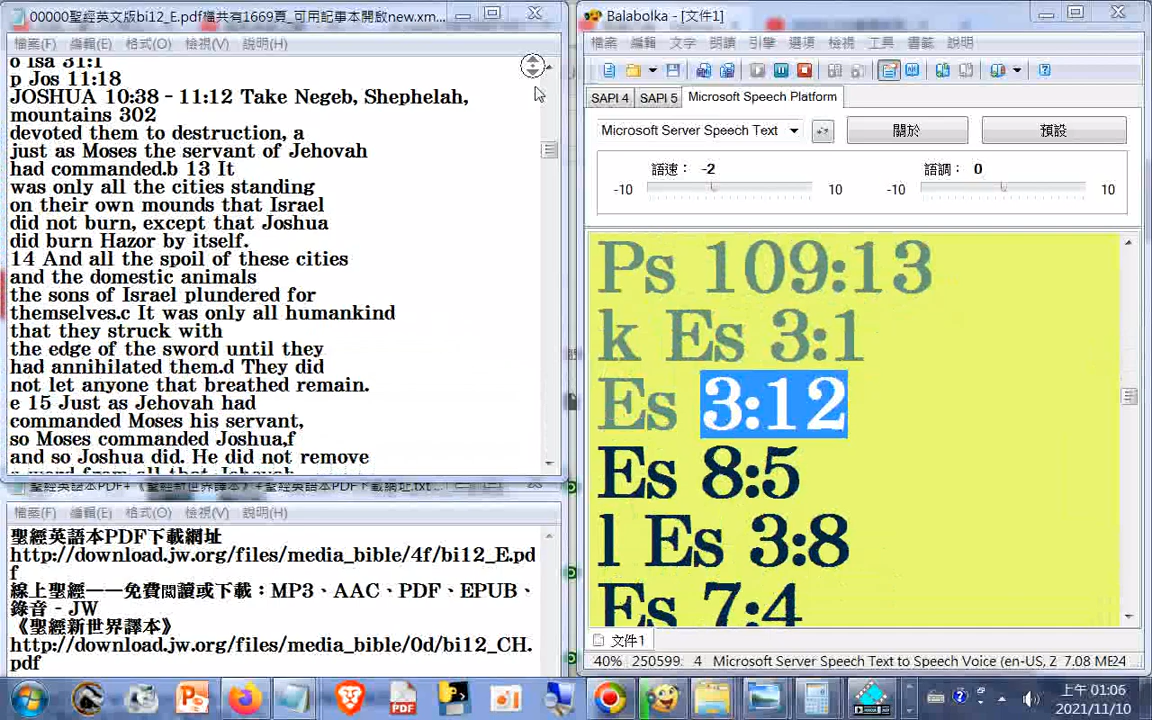 00000聖經英文版bi12_E.pdf檔共有1669頁_可用記事本開啟new.xm...
檔案(F) 編輯(E) 格式(O) 檢視(V) 說明(H)
o Isa 31:1
p Jos 11:18
JOSHUA 10:38 - 11:12 Take Negeb, Shephelah,
mountains 302
devoted them to destruction, a
just as Moses the servant of Jehovah
had commanded.b 13 It
was only all the cities standing
on their own mounds that Israel
did not burn, except that Joshua
did burn Hazor by itself.
14 And all the spoil of these cities
and the domestic animals
the sons of Israel plundered for
themselves.c It was only all humankind
that they struck with
the edge of the sword until they
had annihilated them.d They did
not let anyone that breathed remain.
e 15 Just as Jehovah had
commanded Moses his servant,
so Moses commanded Joshua,f
and so Joshua did. He did not remove
a word from all that Jehovah
聖經英語本PDF+《聖經新世界譯本》+聖經英語本PDF下載網址.txt ...
檔案(F) 編輯(E) 格式(O) 檢視(V) 說明(H)
聖經英語本PDF下載網址
http://download.jw.org/files/media_bible/4f/bi12_E.pd
f
線上聖經——免費閱讀或下載：MP3、AAC、PDF、EPUB、
錄音 - JW
《聖經新世界譯本》
http://download.jw.org/files/media_bible/0d/bi12_CH.
pdf
Balabolka - [文件1]
檔案 編輯 文字 朗讀 引擎 選項 檢視 工具 書籤 說明
SAPI 4 SAPI 5 Microsoft Speech Platform
Microsoft Server Speech Text 關於 預設
語速： -2 語調： 0
-10 10 -10 10
Ps 109:13
k Es 3:1
Es 3:12
Es 8:5
l Es 3:8
Es 7:4
文件1
40% 250599: 4 Microsoft Server Speech Text to Speech Voice (en-US, Z 7.08 ME24
PDF
上午 01:06
2021/11/10